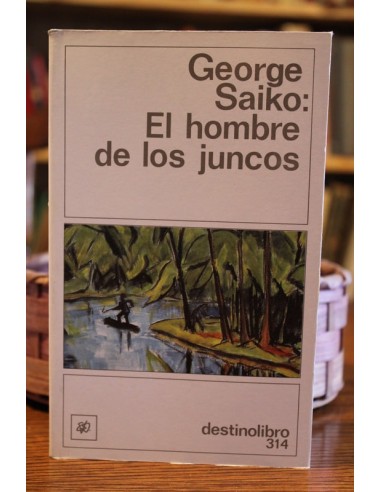 George
Saiko:
El hombre
de los juncos
destinolibro
314